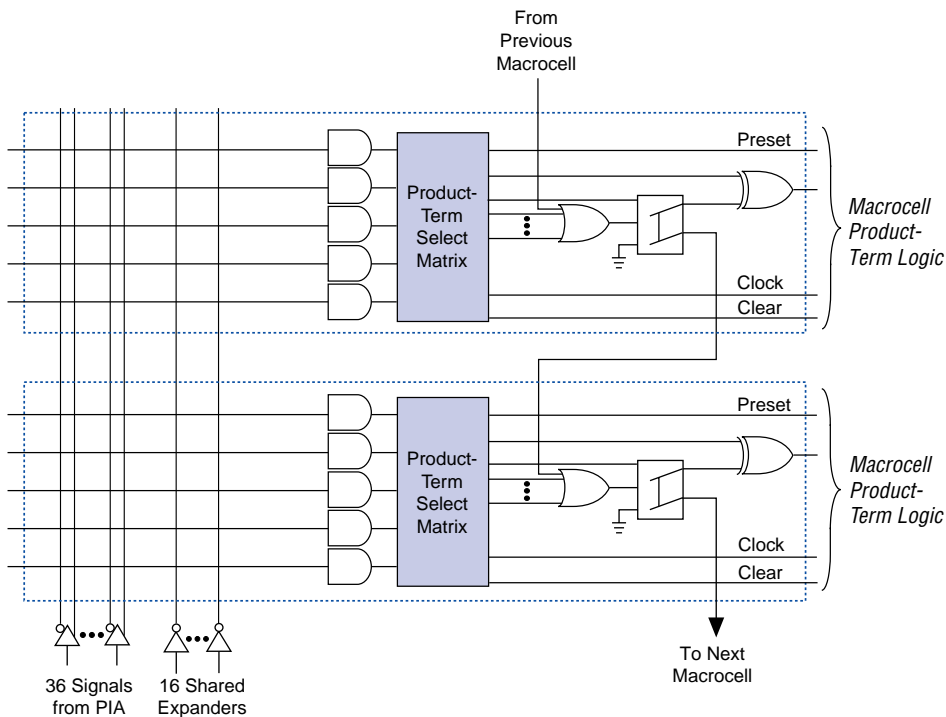 From
Previous
Macrocell
Preset
Product-
Term
Select
Matrix
Macrocell
Product-
Term Logic
Clock
Clear
Preset
Product-
Term
Select
Matrix
Macrocell
Product-
Term Logic
Clock
Clear
To Next
Macrocell
36 Signals
from PIA
16 Shared
Expanders